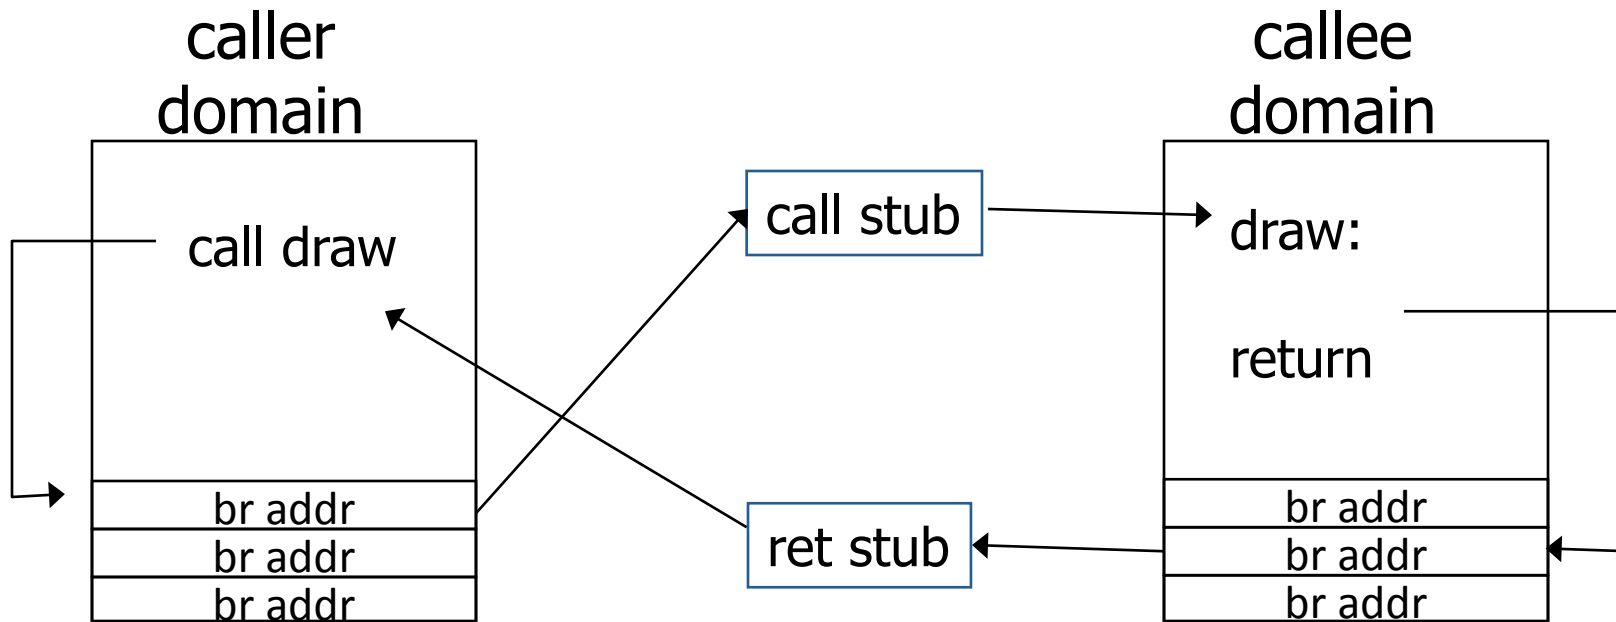 caller
domain
call draw
br addr
br addr
br addr
call stub
ret stub
callee
domain
draw:
return
br addr
br addr
br addr